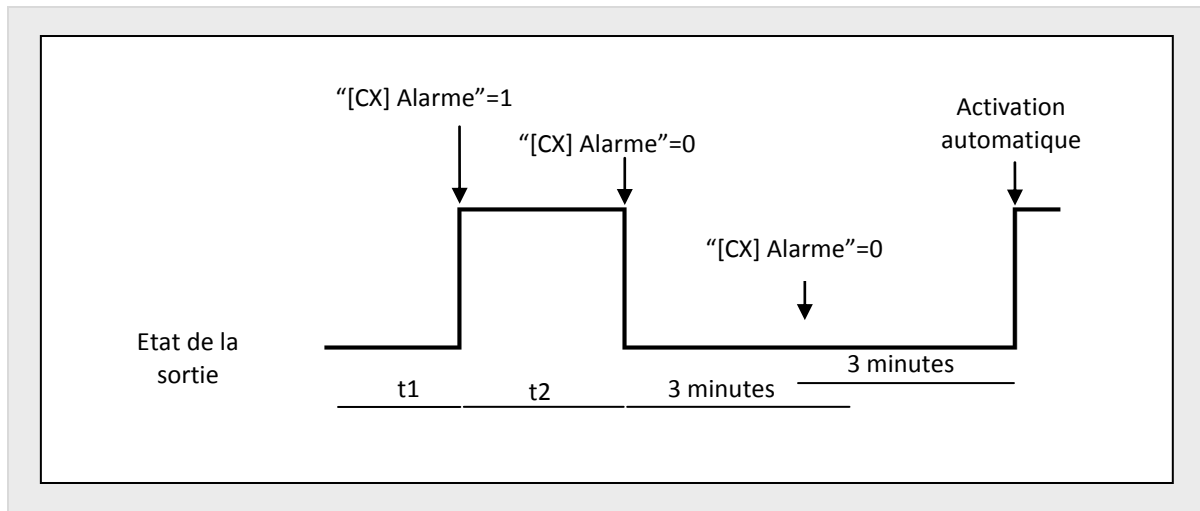 “[CX] Alarme”=1
“[CX] Alarme”=0
Activation
automatique
“[CX] Alarme”=0
Etat de la
sortie
3 minutes
t1
t2
3 minutes